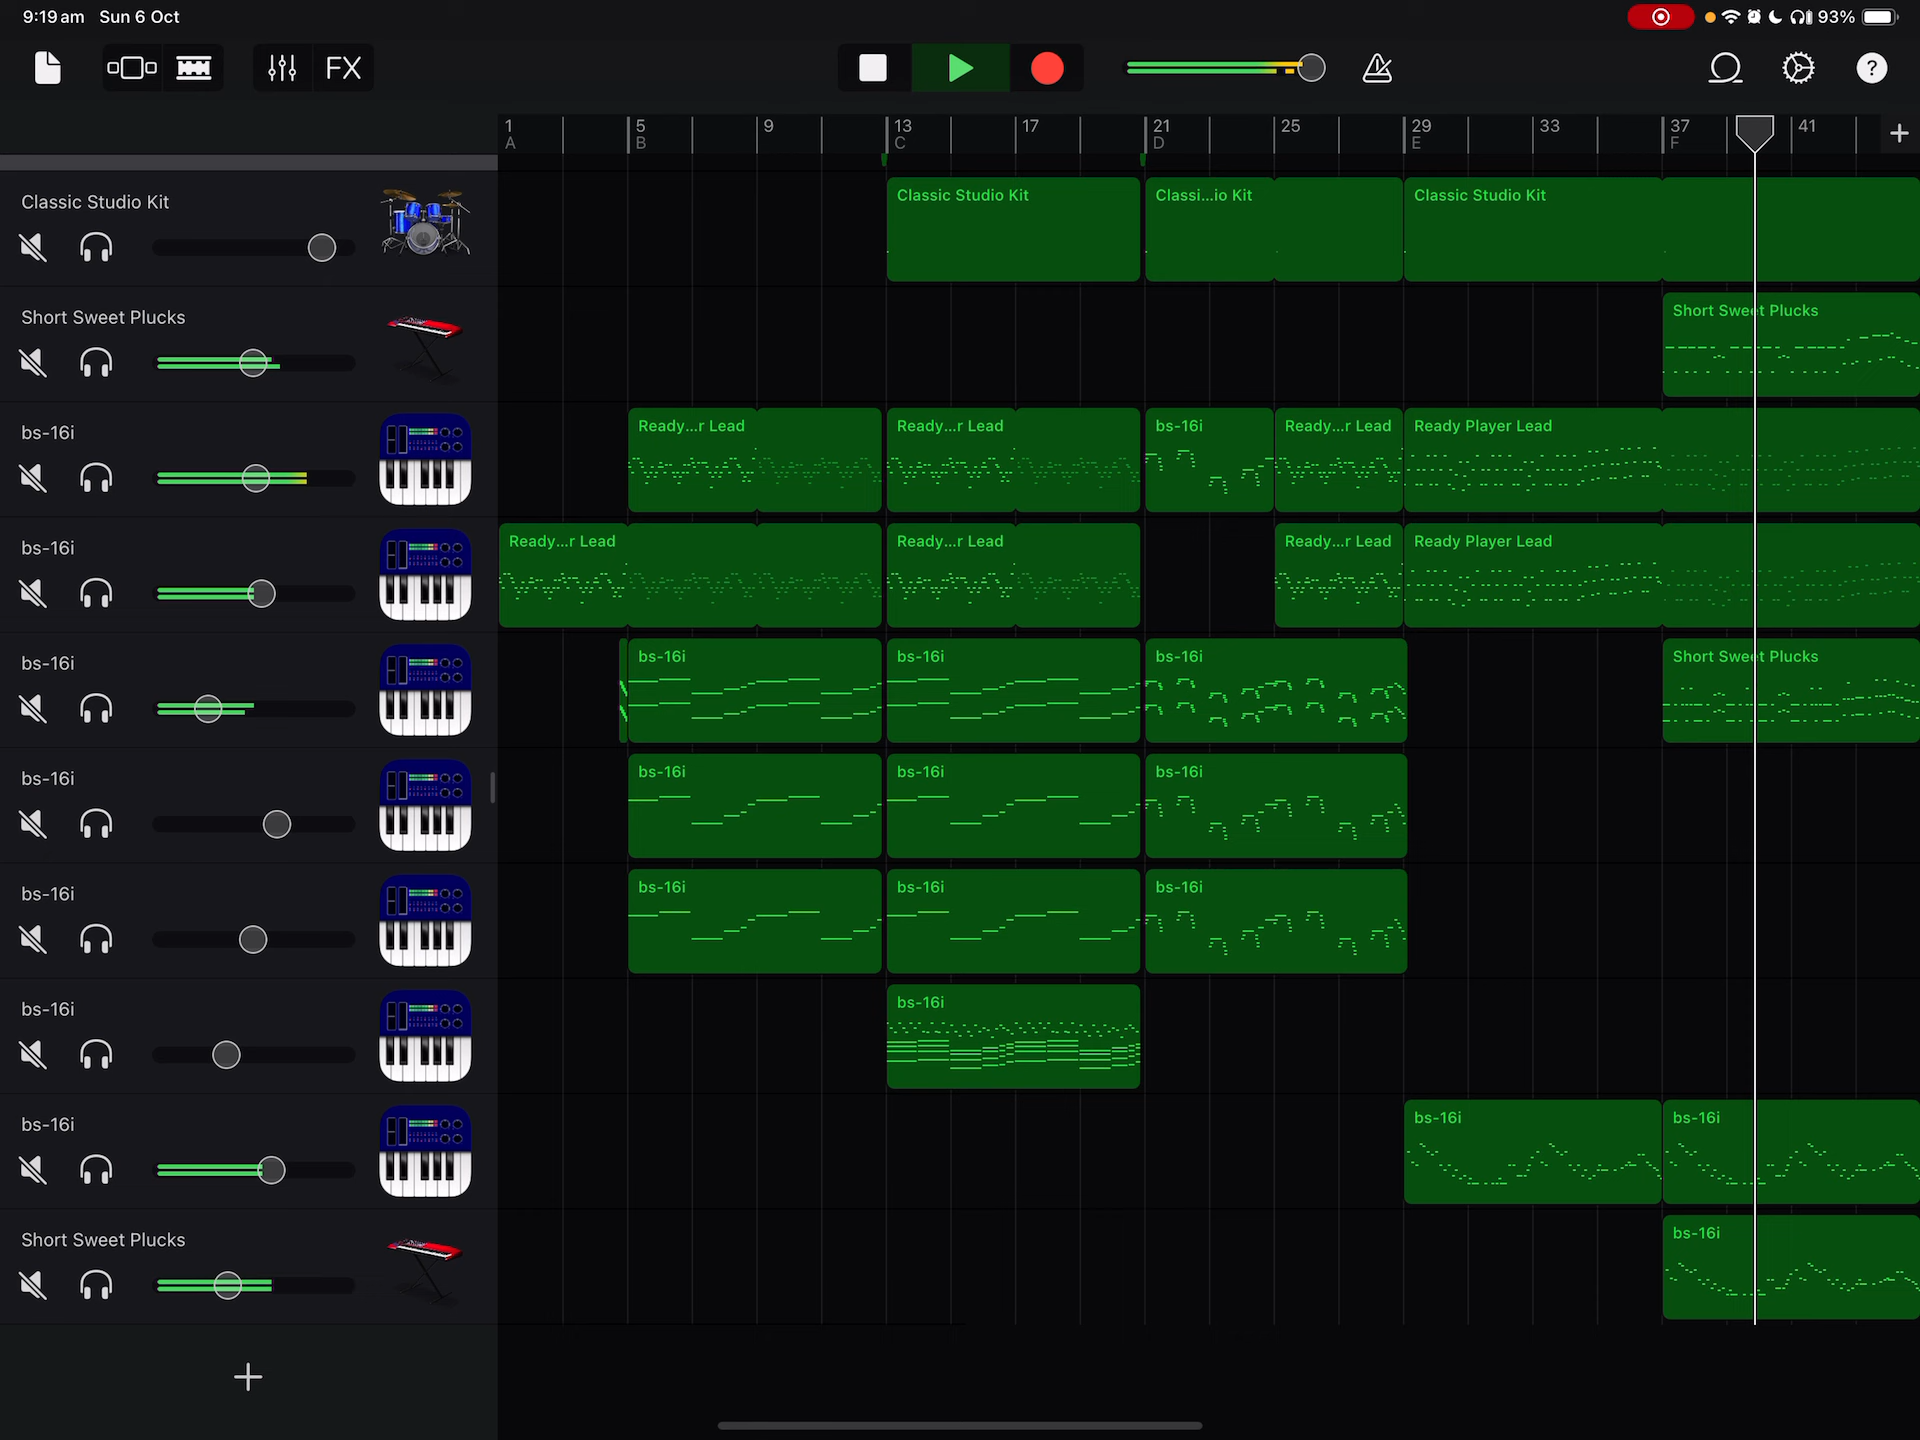 9:19 am Sun 6 Oct 93%
FX ?
1 5 9 13 17 21 25 29 33 37 41
A B C D E F
Classic Studio Kit
Classic Studio Kit Classi...io Kit Classic Studio Kit
Short Sweet Plucks
Short Sweet Plucks
bs-16i
Ready...r Lead Ready...r Lead bs-16i Ready...r Lead Ready Player Lead
bs-16i
Ready...r Lead Ready...r Lead Ready...r Lead Ready Player Lead
bs-16i
bs-16i bs-16i bs-16i Short Sweet Plucks
bs-16i
bs-16i bs-16i bs-16i
bs-16i
bs-16i bs-16i bs-16i
bs-16i
bs-16i
bs-16i
bs-16i bs-16i
Short Sweet Plucks
bs-16i